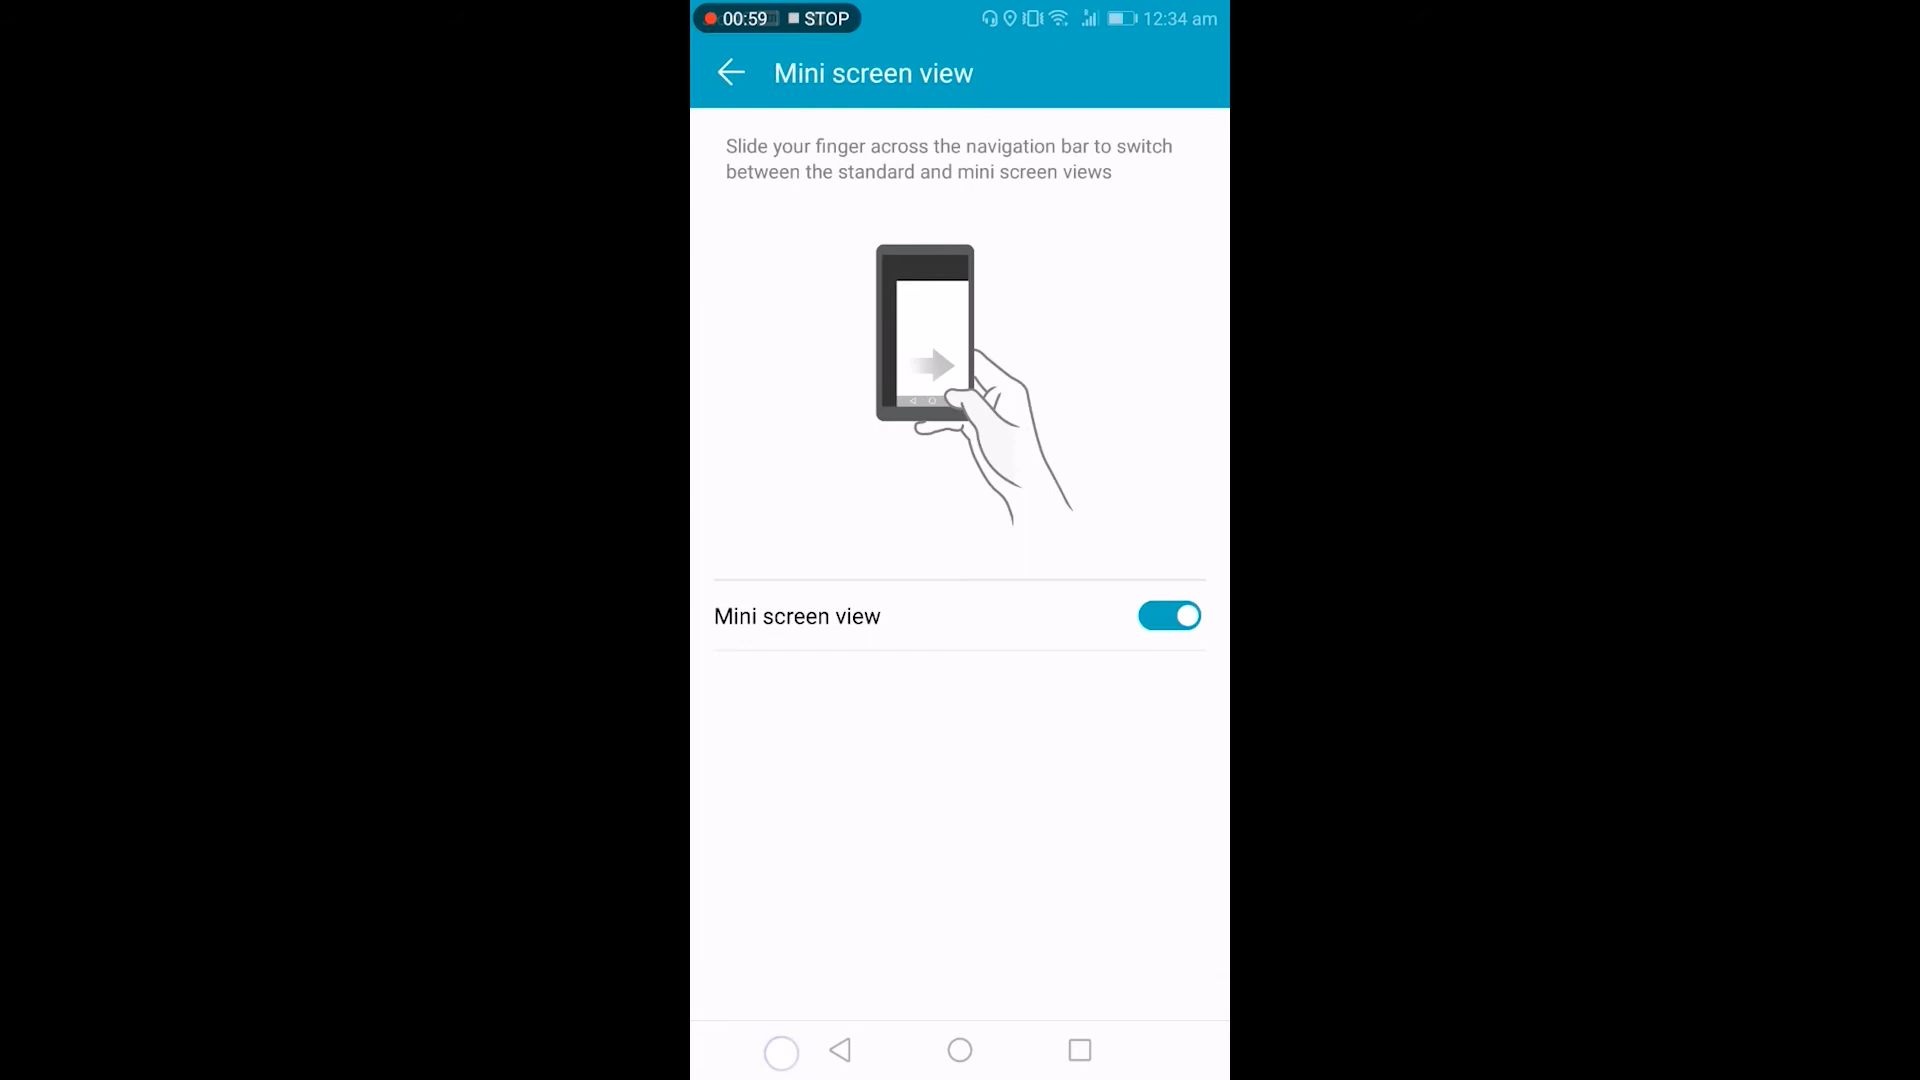 00:59 STOP 12:34 am
Mini screen view
Slide your finger across the navigation bar to switch
between the standard and mini screen views
Mini screen view